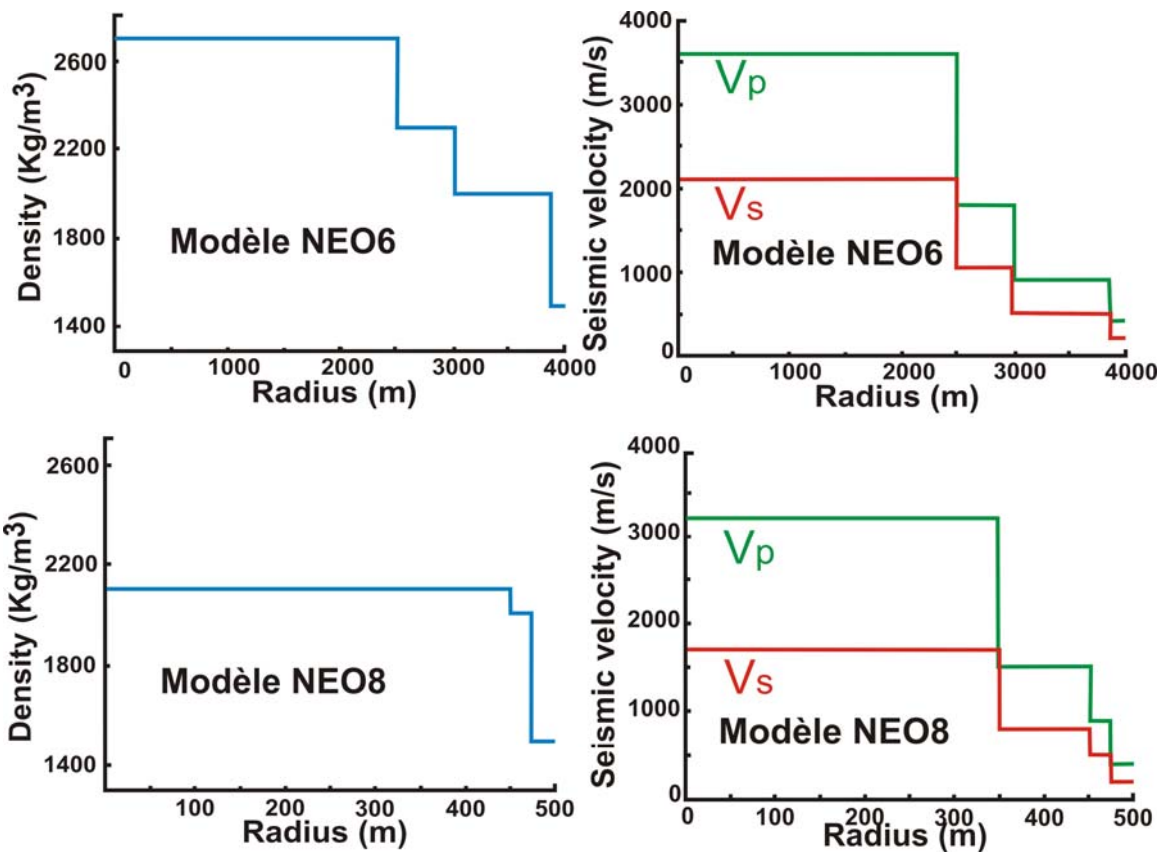 Density (Kg/m³)
2600
2200
1800
1400
Modèle NEO6
0 1000 2000 3000 4000
Radius (m)
Seismic velocity (m/s)
4000
3000
2000
1000
0
Vp
Vs
Modèle NEO6
0 1000 2000 3000 4000
Radius (m)
Density (Kg/m³)
2600
2200
1800
1400
Modèle NEO8
100 200 300 400 500
Radius (m)
Seismic velocity (m/s)
4000
3000
2000
1000
0
Vp
Vs
Modèle NEO8
0 100 200 300 400 500
Radius (m)